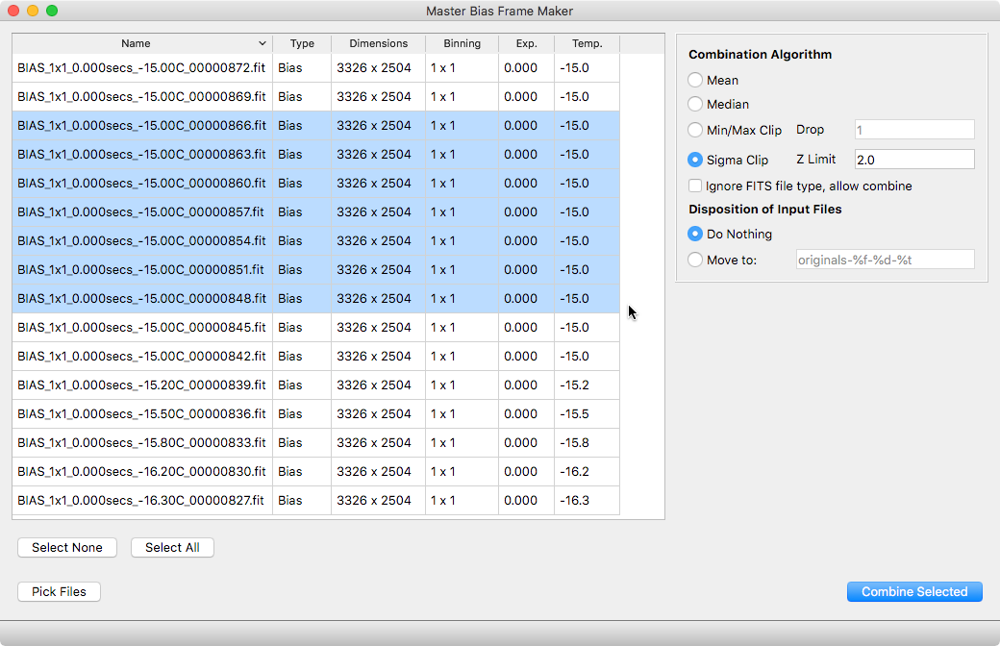 Master Bias Frame Maker
Name Type Dimensions Binning Exp. Temp.
BIAS_1x1_0.000secs_-15.00C_00000872.fit Bias 3326 x 2504 1 x 1 0.000 -15.0
BIAS_1x1_0.000secs_-15.00C_00000869.fit Bias 3326 x 2504 1 x 1 0.000 -15.0
BIAS_1x1_0.000secs_-15.00C_00000866.fit Bias 3326 x 2504 1 x 1 0.000 -15.0
BIAS_1x1_0.000secs_-15.00C_00000863.fit Bias 3326 x 2504 1 x 1 0.000 -15.0
BIAS_1x1_0.000secs_-15.00C_00000860.fit Bias 3326 x 2504 1 x 1 0.000 -15.0
BIAS_1x1_0.000secs_-15.00C_00000857.fit Bias 3326 x 2504 1 x 1 0.000 -15.0
BIAS_1x1_0.000secs_-15.00C_00000854.fit Bias 3326 x 2504 1 x 1 0.000 -15.0
BIAS_1x1_0.000secs_-15.00C_00000851.fit Bias 3326 x 2504 1 x 1 0.000 -15.0
BIAS_1x1_0.000secs_-15.00C_00000848.fit Bias 3326 x 2504 1 x 1 0.000 -15.0
BIAS_1x1_0.000secs_-15.00C_00000845.fit Bias 3326 x 2504 1 x 1 0.000 -15.0
BIAS_1x1_0.000secs_-15.00C_00000842.fit Bias 3326 x 2504 1 x 1 0.000 -15.0
BIAS_1x1_0.000secs_-15.20C_00000839.fit Bias 3326 x 2504 1 x 1 0.000 -15.2
BIAS_1x1_0.000secs_-15.50C_00000836.fit Bias 3326 x 2504 1 x 1 0.000 -15.5
BIAS_1x1_0.000secs_-15.80C_00000833.fit Bias 3326 x 2504 1 x 1 0.000 -15.8
BIAS_1x1_0.000secs_-16.20C_00000830.fit Bias 3326 x 2504 1 x 1 0.000 -16.2
BIAS_1x1_0.000secs_-16.30C_00000827.fit Bias 3326 x 2504 1 x 1 0.000 -16.3
Select None Select All
Pick Files
Combination Algorithm
Mean
Median
Min/Max Clip Drop 1
Sigma Clip Z Limit 2.0
Ignore FITS file type, allow combine
Disposition of Input Files
Do Nothing
Move to: originals-%f-%d-%t
Combine Selected